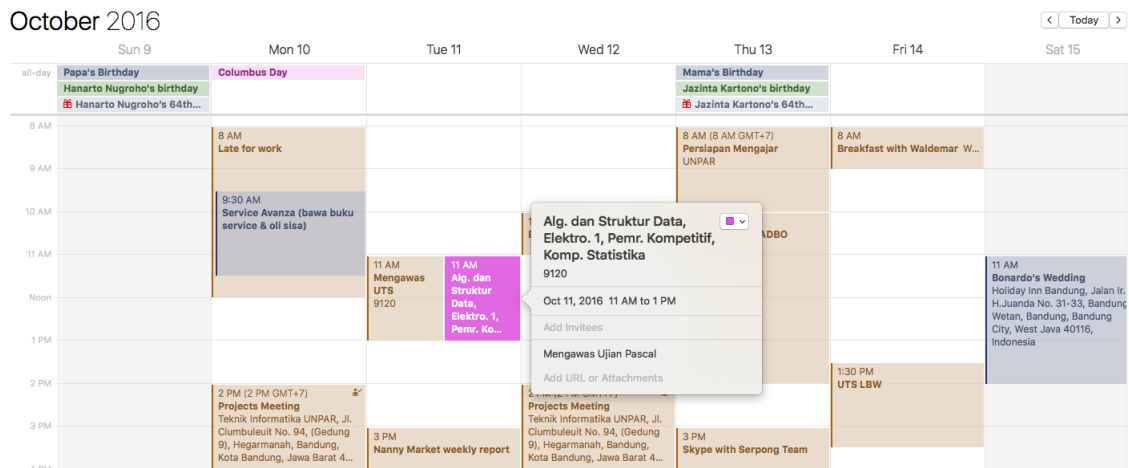 October 2016
Today
Sun 9
Mon 10
Tue 11
Wed 12
Thu 13
Fri 14
Sat 15
all-day
Papa's Birthday
Hanarto Nugroho's birthday
Hanarto Nugroho's 64th...
Columbus Day
Mama's Birthday
Jazinta Kartono's birthday
Jazinta Kartono's 64th...
8 AM
9 AM
10 AM
11 AM
Noon
1 PM
2 PM
3 PM
8 AM
Late for work
9:30 AM
Service Avanza (bawa buku
service & oli sisa)
2 PM (2 PM GMT+7)
Projects Meeting
Teknik Informatika UNPAR, Jl.
Ciumbuleuit No. 94, (Gedung
9), Hegarmanah, Bandung,
Kota Bandung, Jawa Barat 4...
11 AM
Mengawas
UTS
9120
11 AM
Alg. dan
Struktur
Data,
Elektro. 1,
Pemr. Ko...
3 PM
Nanny Market weekly report
Alg. dan Struktur Data,
Elektro. 1, Pemr. Kompetitif,
Komp. Statistika
9120
Oct 11, 2016 11 AM to 1 PM
Add Invitees
Mengawas Ujian Pascal
Add URL or Attachments
Projects Meeting
Teknik Informatika UNPAR, Jl.
Ciumbuleuit No. 94, (Gedung
9), Hegarmanah, Bandung,
Kota Bandung, Jawa Barat 4...
8 AM (8 AM GMT+7)
Persiapan Mengajar
UNPAR
ADBO
3 PM
Skype with Serpong Team
8 AM
Breakfast with Waldemar W...
1:30 PM
UTS LBW
11 AM
Bonardo's Wedding
Holiday Inn Bandung, Jalan Ir.
H.Juanda No. 31-33, Bandung
Wetan, Bandung, Bandung
City, West Java 40116,
Indonesia